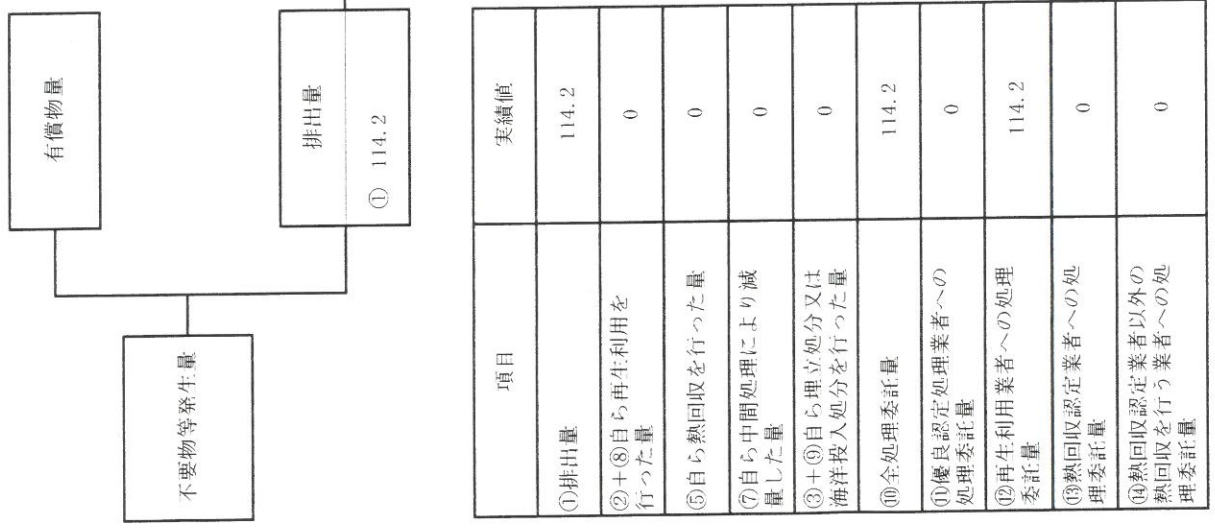 不要物等発生量
有償物量
排出量
① 114.2
項目
実績値
①排出量
114.2
②+⑧自ら再生利用を
行った量
0
⑤自ら熱回収を行った量
0
⑦自ら中間処理により減
量した量
0
③+⑨自ら埋立処分又は
海洋投入処分を行った量
0
⑩全処理委託量
114.2
⑪優良認定処理業者への
処理委託量
0
⑫再生利用業者への処理
委託量
114.2
⑬熱回収認定業者への処
理委託量
0
⑭熱回収認定業者以外の
熱回収を行う業者への処
理委託量
0